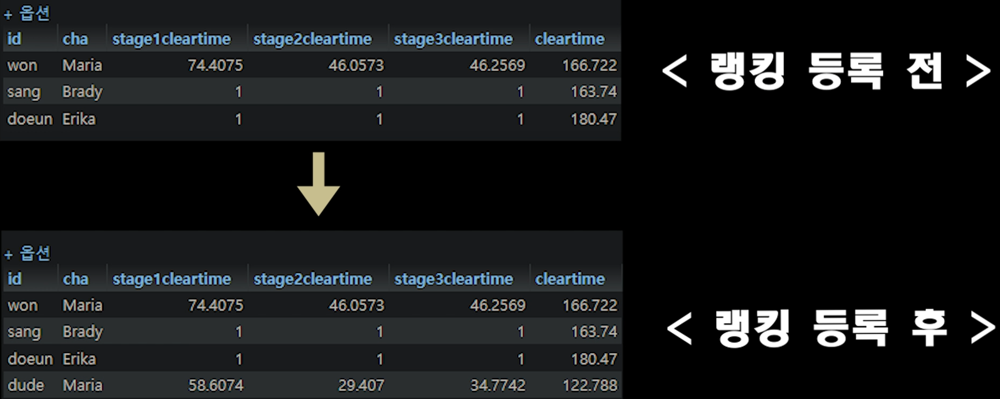 + 옵션
id cha stage1cleartime stage2cleartime stage3cleartime cleartime
won Maria 74.4075 46.0573 46.2569 166.722
sang Brady 1 1 1 163.74
doeun Erika 1 1 1 180.47
< 랭킹 등록 전 >
+ 옵션
id cha stage1cleartime stage2cleartime stage3cleartime cleartime
won Maria 74.4075 46.0573 46.2569 166.722
sang Brady 1 1 1 163.74
doeun Erika 1 1 1 180.47
dude Maria 58.6074 29.407 34.7742 122.788
< 랭킹 등록 후 >